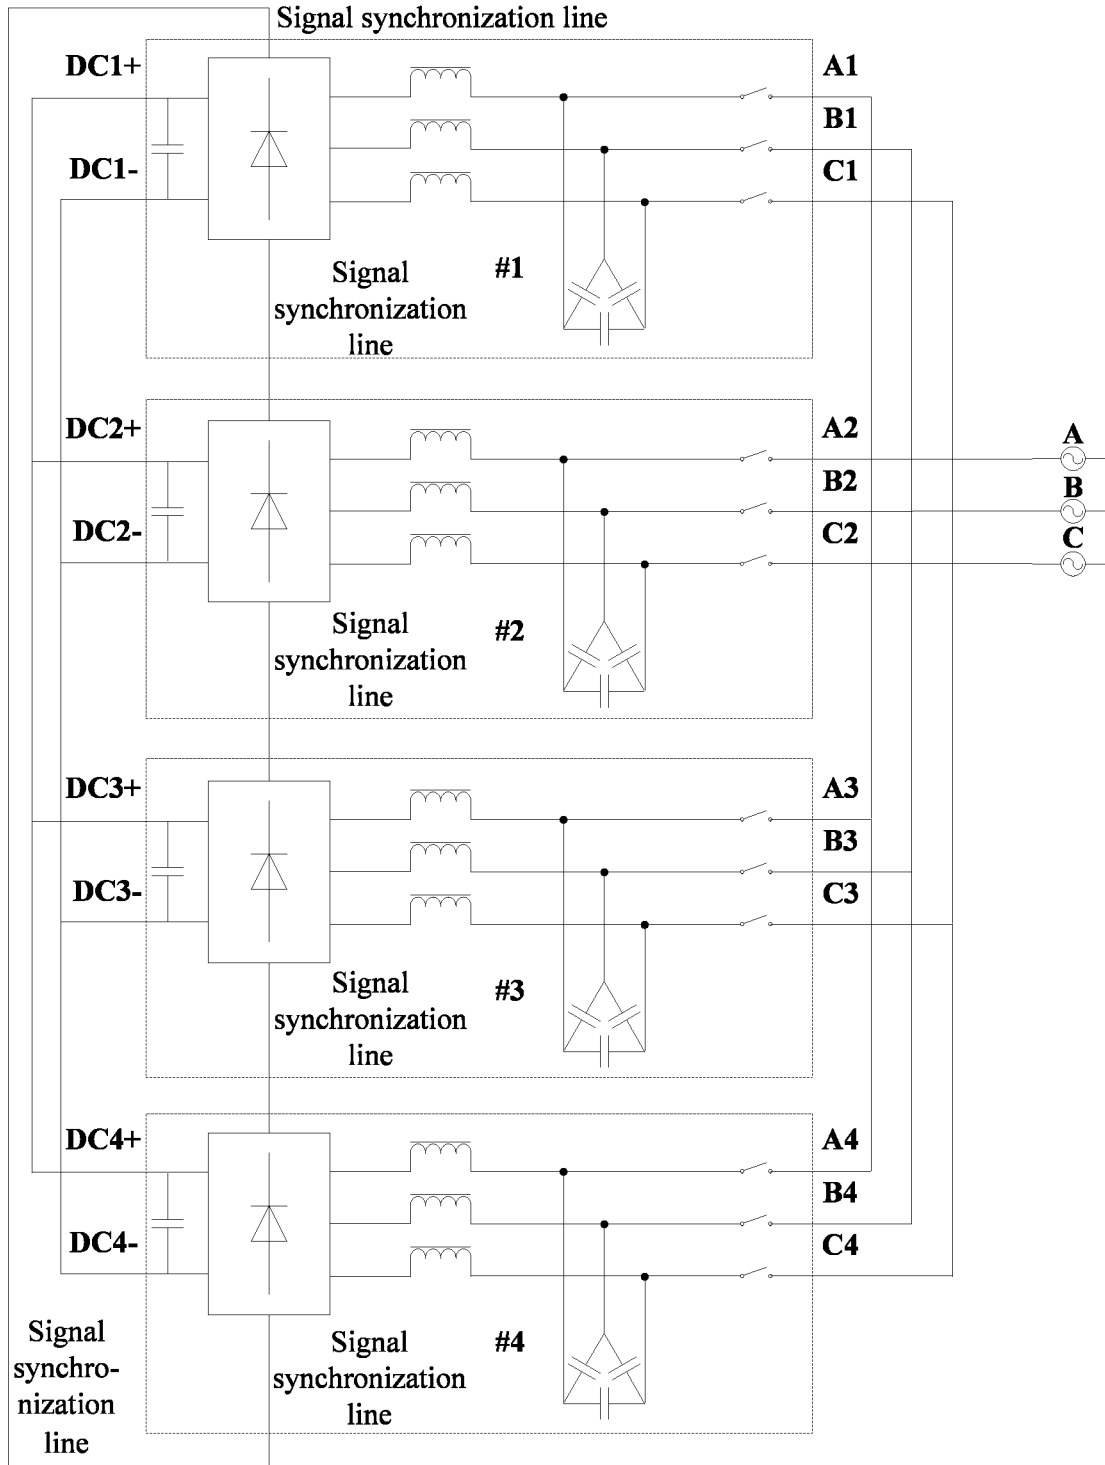 Signal synchronization line
DC1+
A1
B1
DC1-
C1
#1
Signal
synchronization
line
DC2+
A2
A
B2
B
DC2-
C2
C
#2
Signal
synchronization
line
DC3+
A3
B3
DC3-
C3
#3
Signal
synchronization
line
DC4+
A4
B4
DC4-
C4
#4
Signal
synchronization
line
Signal
synchro-
nization
line